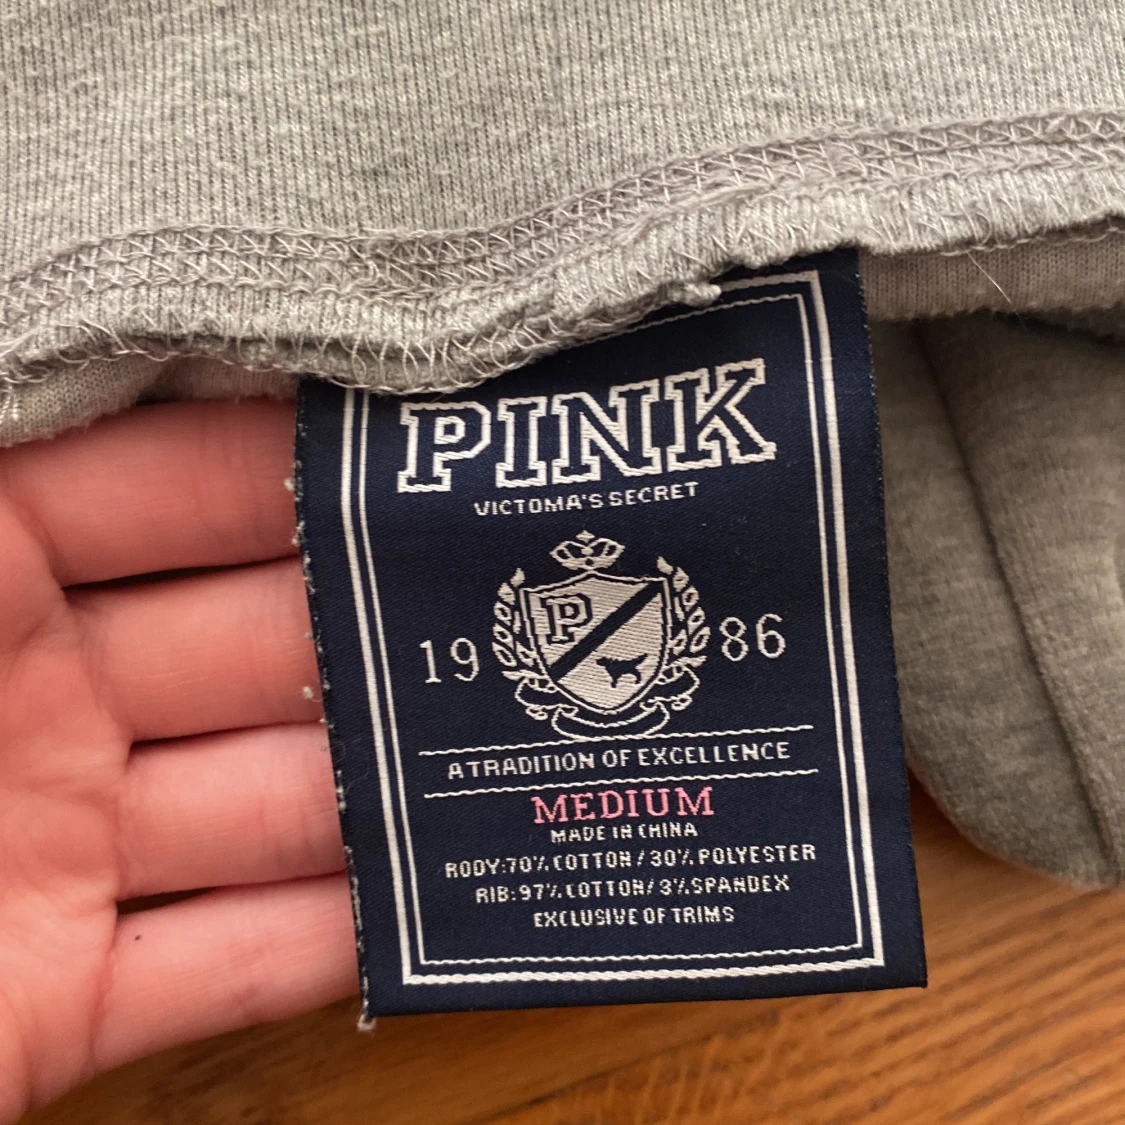 PINK
VICTOMA'S SECRET
P
19 86
A TRADITION OF EXCELLENCE
MEDIUM
MADE IN CHINA
RODY:70% COTTON / 30% POLYESTER
RIB: 97% COTTON / 3% SPANDEX
EXCLUSIVE OF TRIMS